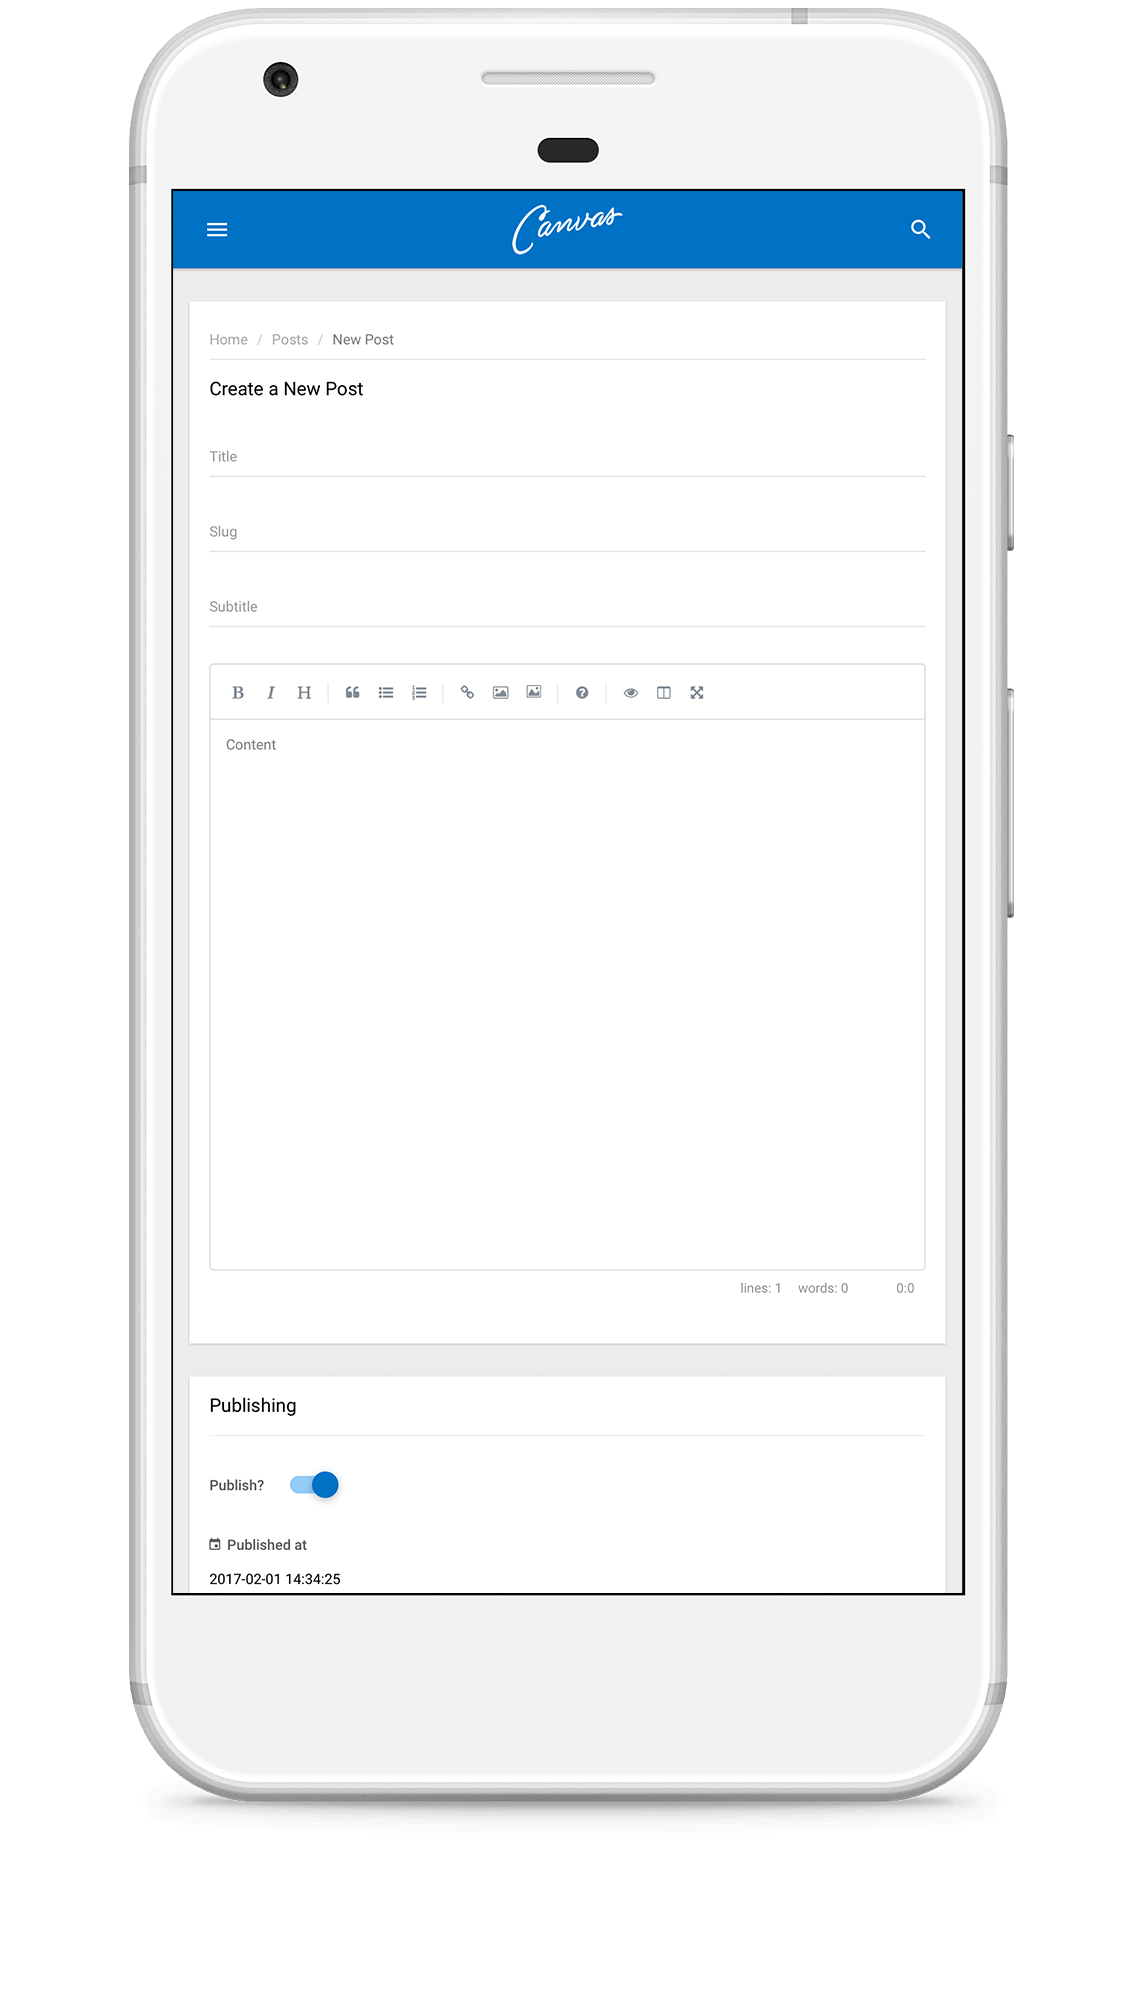 Canvas
Home / Posts / New Post
Create a New Post
Title
Slug
Subtitle
B I H
Content
lines: 1 words: 0 0:0
Publishing
Publish?
Published at
2017-02-01 14:34:25